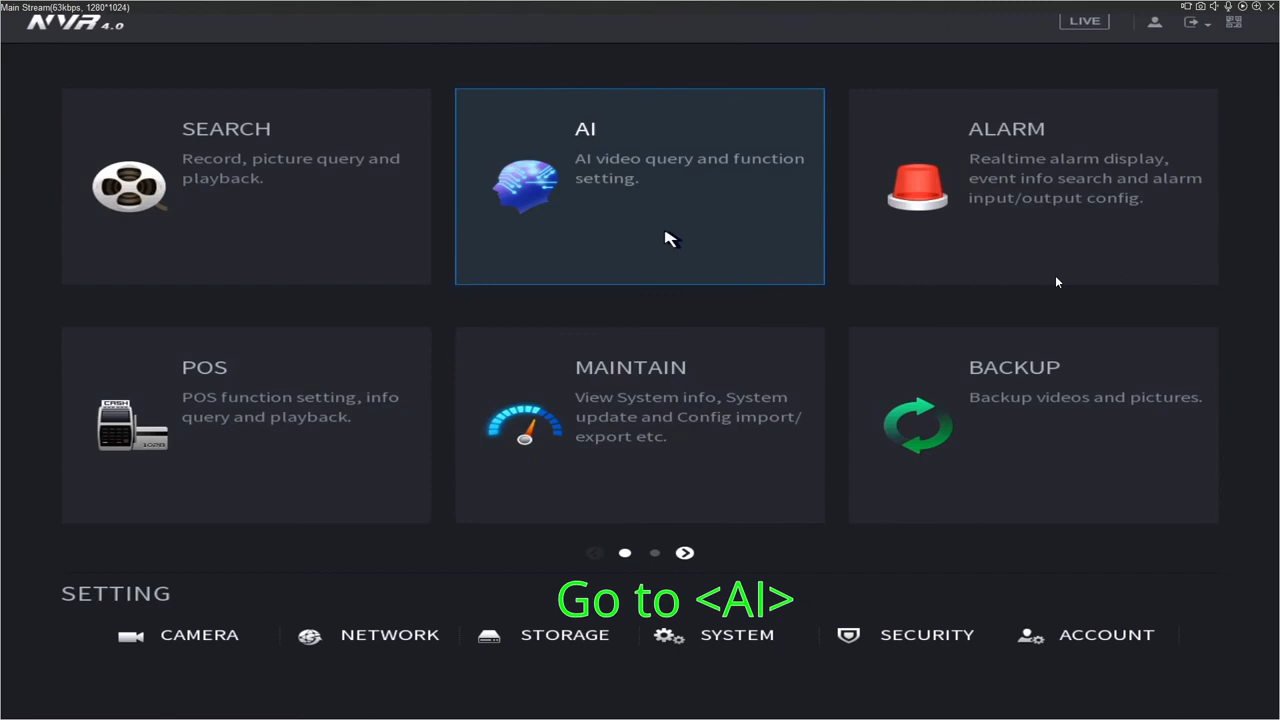 Main Stream(63kbps, 1280*1024)
NVR 4.0
LIVE
SEARCH
Record, picture query and
playback.
AI
AI video query and function
setting.
ALARM
Realtime alarm display,
event info search and alarm
input/output config.
POS
CASH
POS function setting, info
query and playback.
MAINTAIN
View System info, System
update and Config import/
export etc.
BACKUP
Backup videos and pictures.
SETTING
Go to <AI>
CAMERA
NETWORK
STORAGE
SYSTEM
SECURITY
ACCOUNT